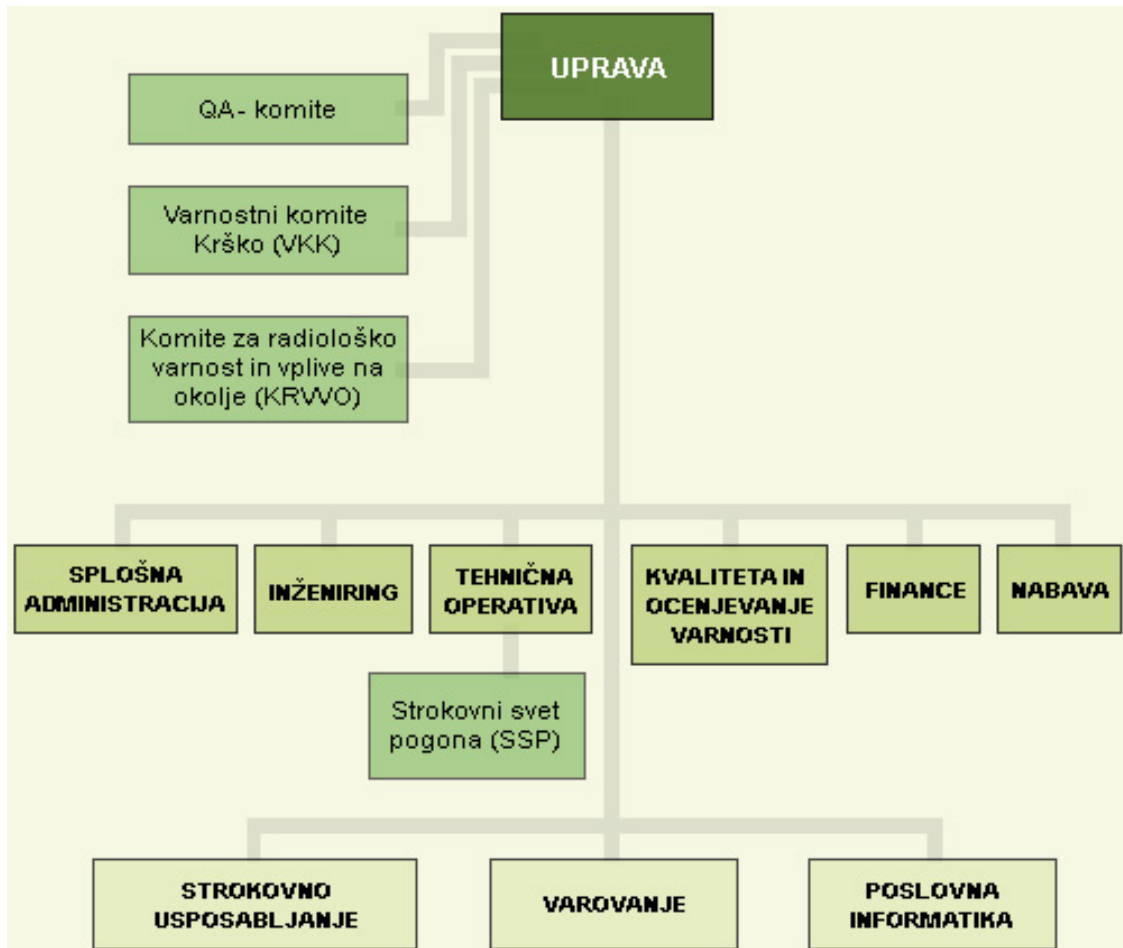 UPRAVA
QA- komite
Varnostni komite
Krško (VKK)
Komite za radiološko
varnost in vplive na
okolje (KRVVO)
SPLOŠNA
ADMINISTRACIJA
INŽENIRING
TEHNIČNA
OPERATIVA
KVALITETA IN
OCENJEVANJE
VARNOSTI
FINANCE
NABAVA
Strokovni svet
pogona (SSP)
STROKOVNO
USPOSABLJANJE
VAROVANJE
POSLOVNA
INFORMATIKA